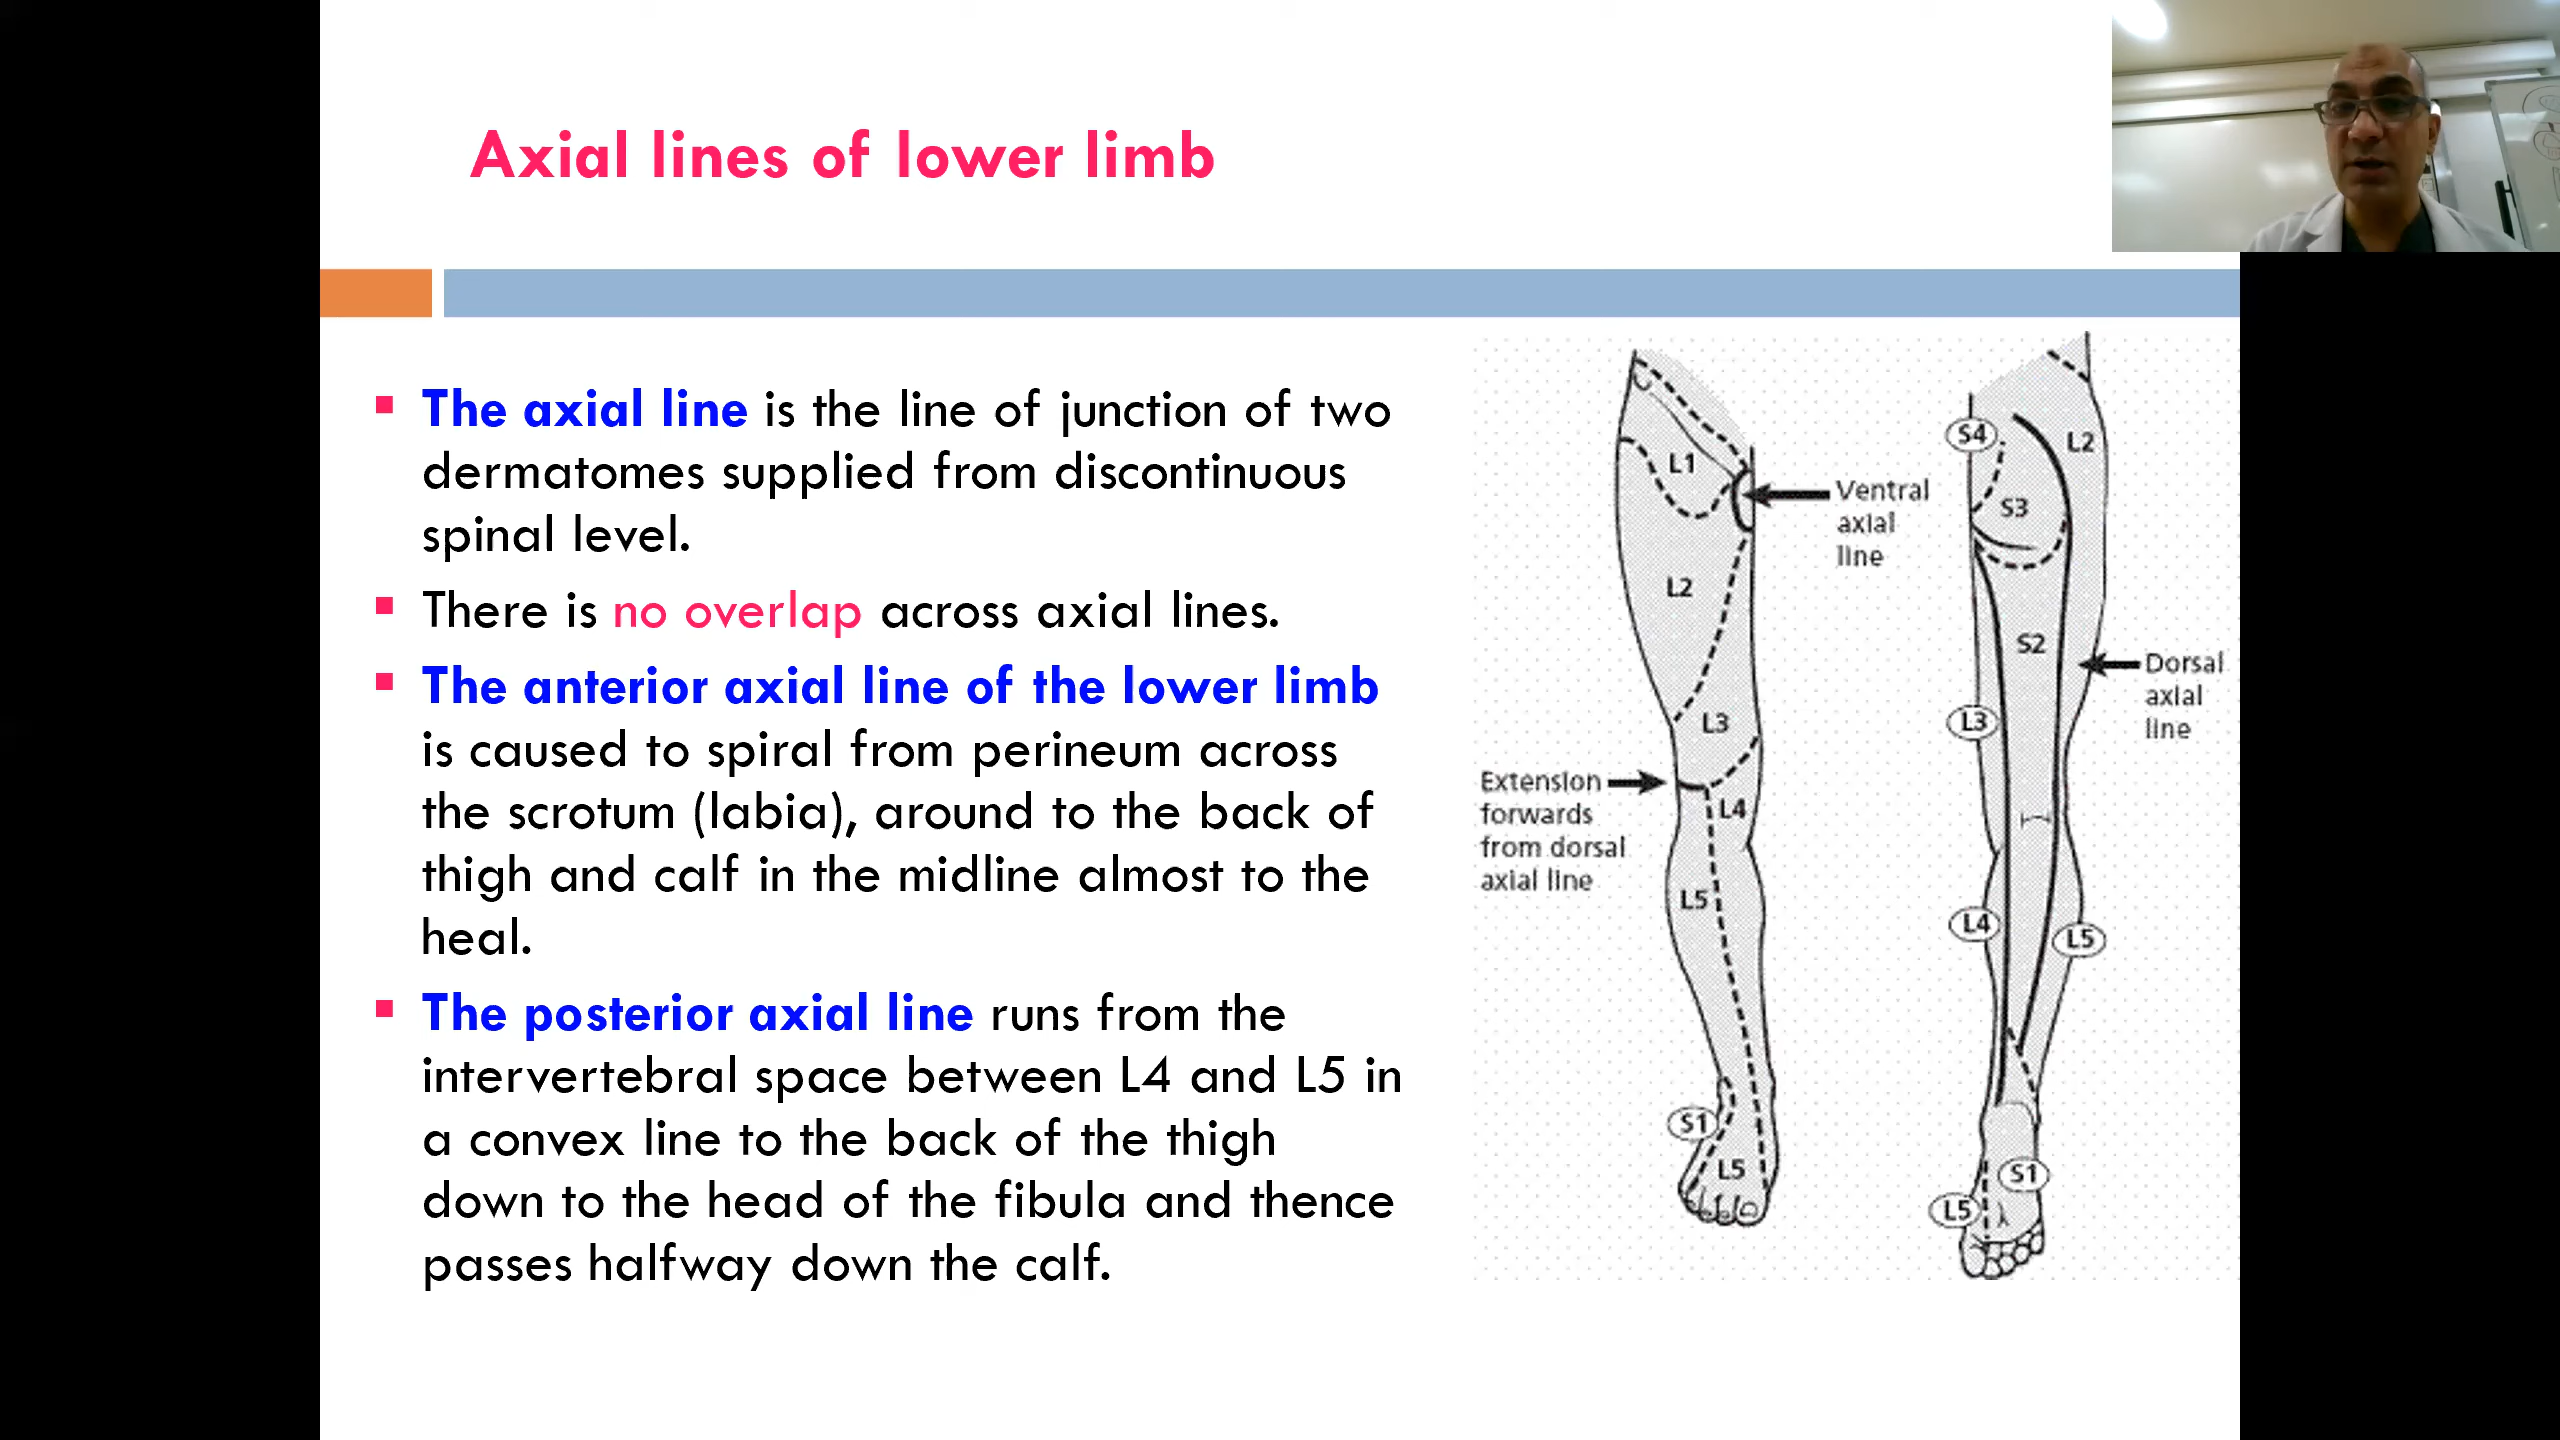 Axial lines of lower limb
The axial line is the line of junction of two
dermatomes supplied from discontinuous
spinal level.
There is no overlap across axial lines.
The anterior axial line of the lower limb
is caused to spiral from perineum across
the scrotum (labia), around to the back of
thigh and calf in the midline almost to the
heal.
The posterior axial line runs from the
intervertebral space between L4 and L5 in
a convex line to the back of the thigh
down to the head of the fibula and thence
passes halfway down the calf.
L1
Ventral
axial
line
L2
L3
Extension
forwards
from dorsal
axial line
L4
L5
S1
L5
S4
L2
S3
S2
Dorsal
axial
line
L3
L4
L5
S1
L5